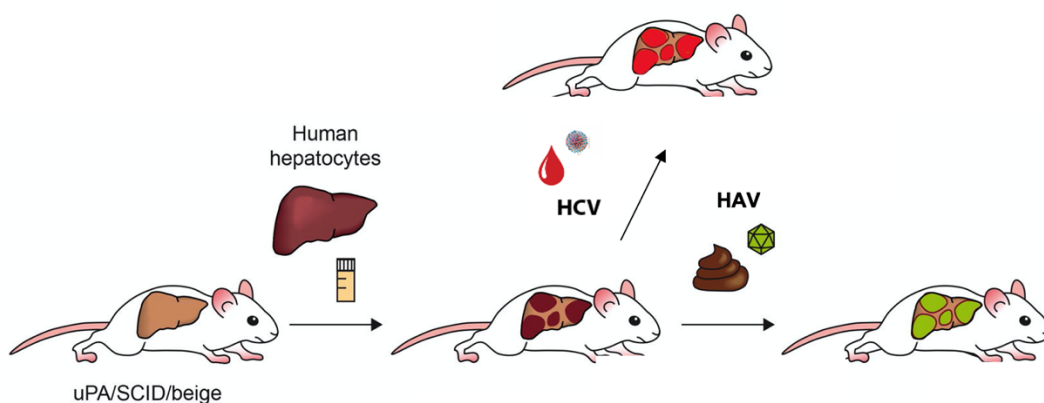 Human
hepatocytes
HCV
HAV
uPA/SCID/beige